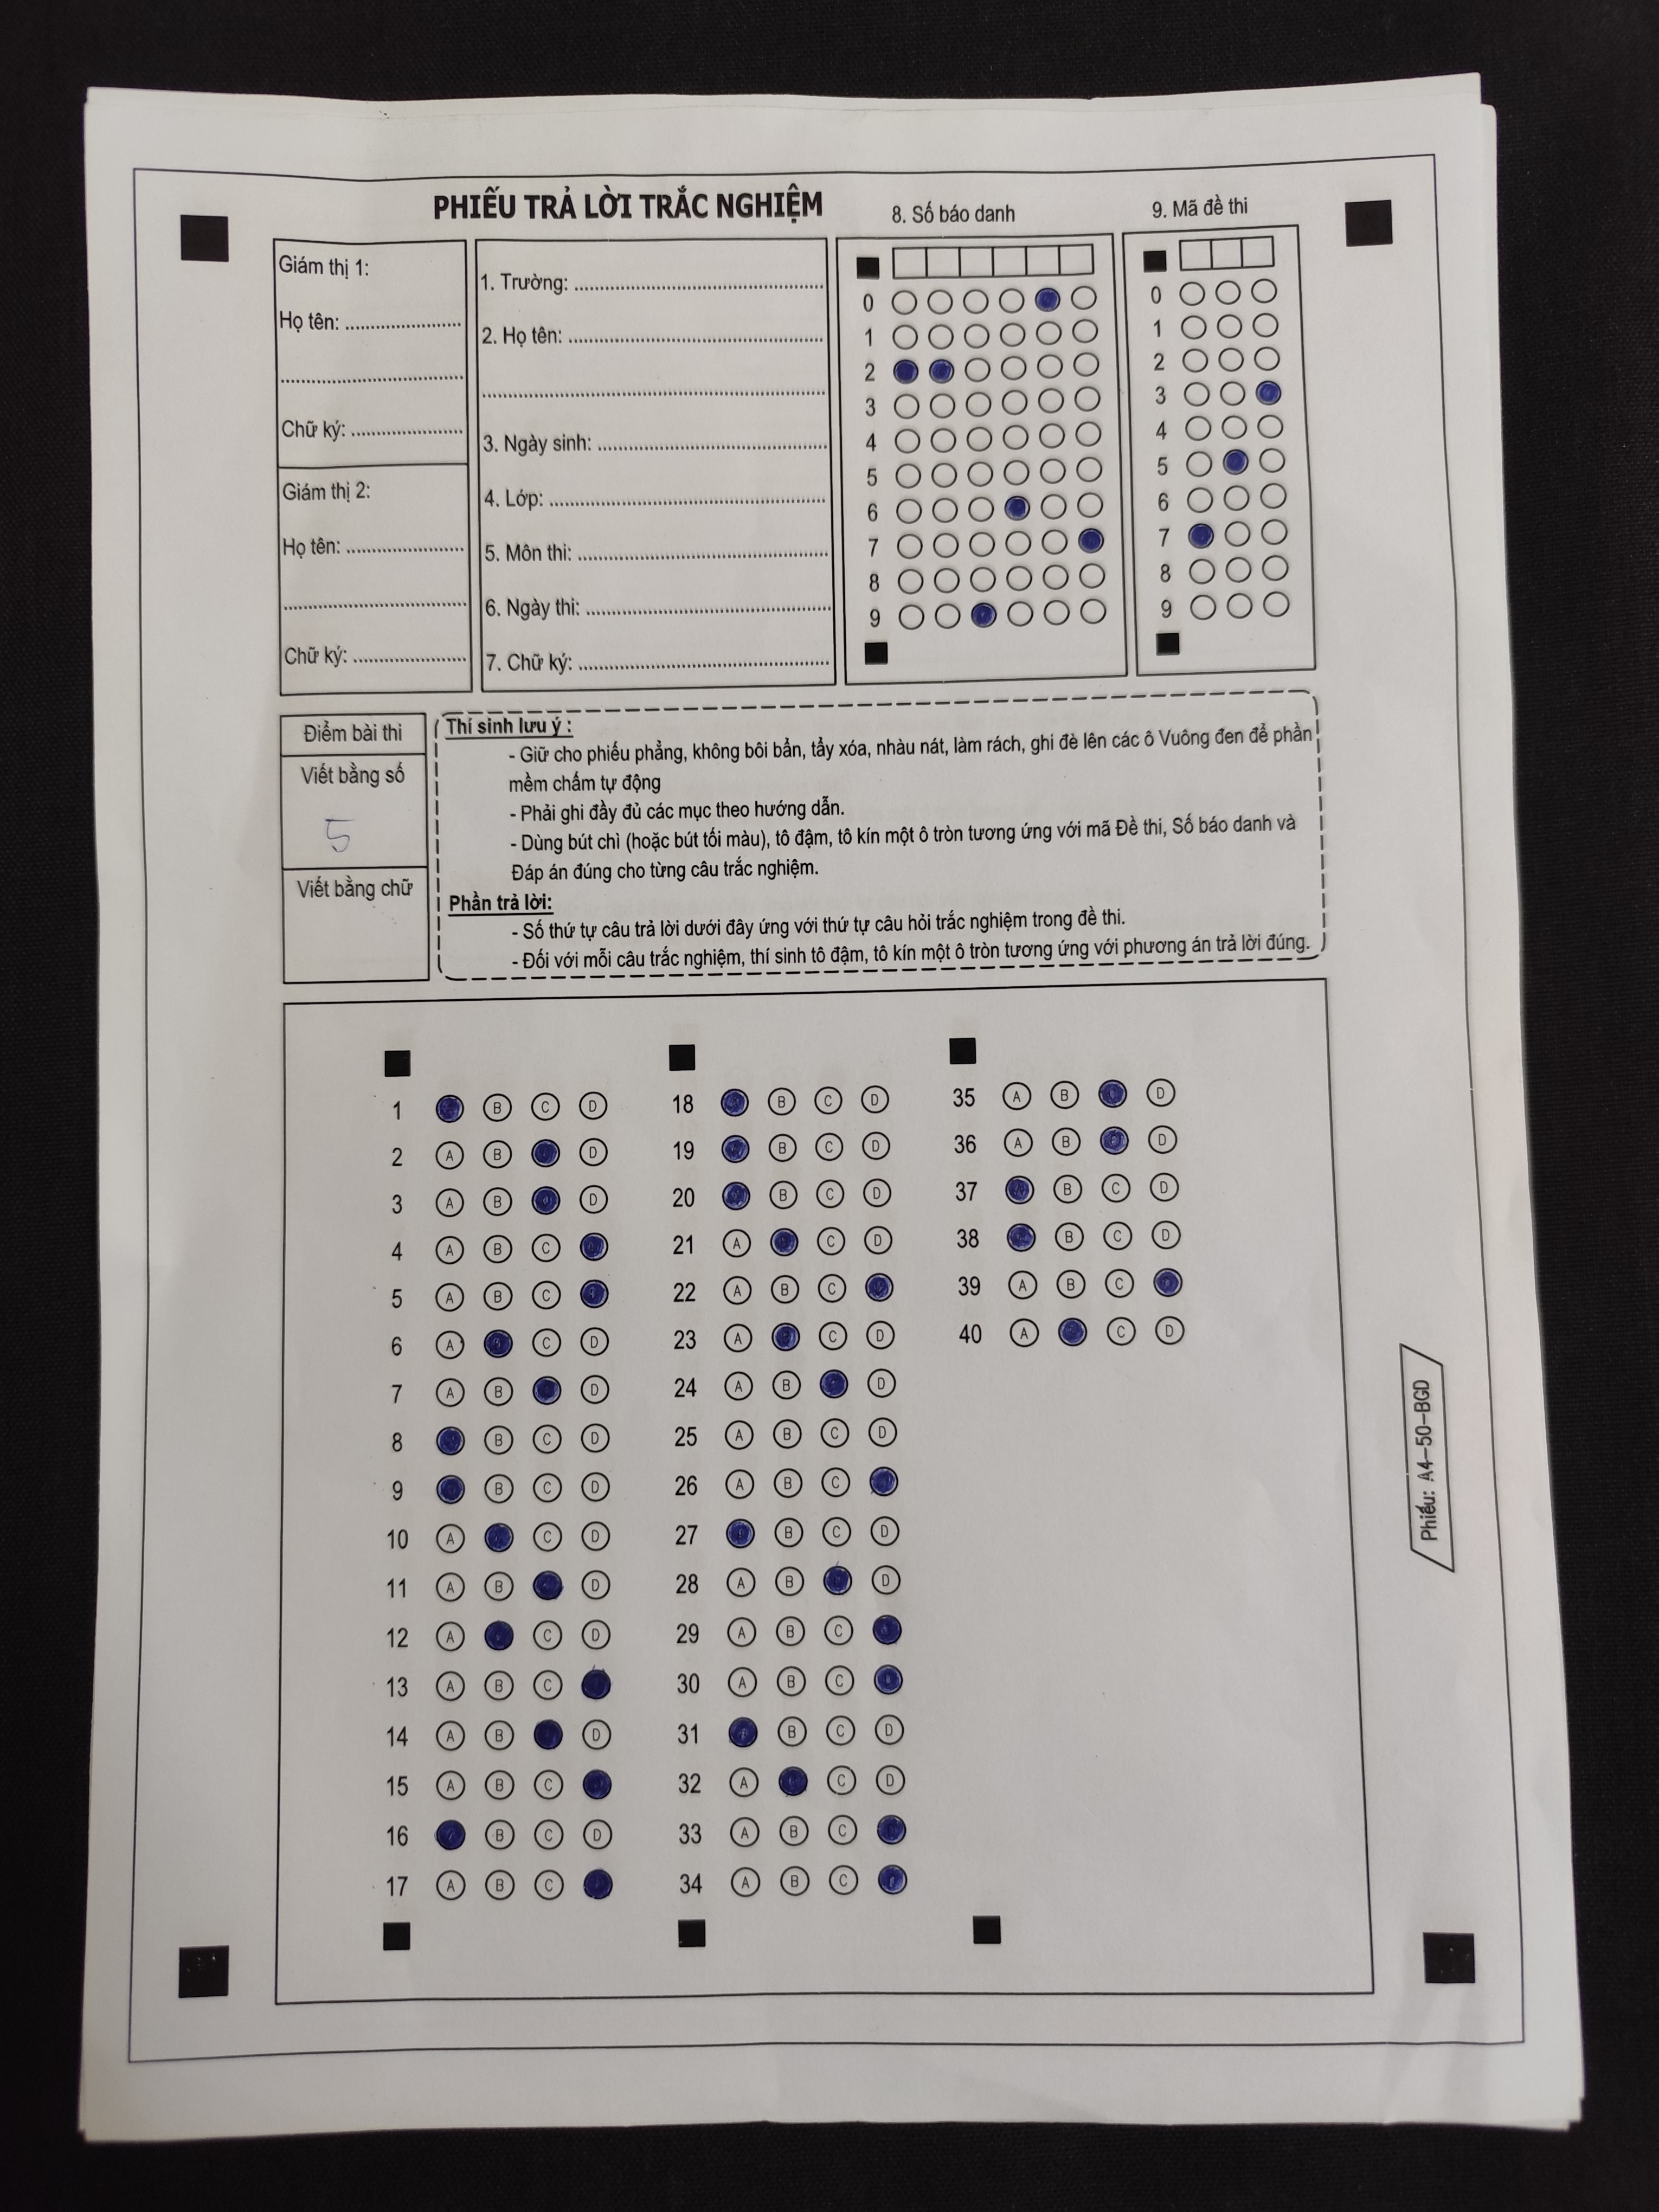 PHIẾU TRẢ LỜI TRẮC NGHIỆM
8. Số báo danh
9. Mã đề thi
Giám thị 1:
Họ tên: ......................
...................................
Chữ ký: .....................
Giám thị 2:
Họ tên: ......................
...................................
Chữ ký: .....................
1. Trường: ..............................................
2. Họ tên: ...............................................
................................................................
3. Ngày sinh: ..........................................
4. Lớp: ...................................................
5. Môn thi: ..............................................
6. Ngày thi: .............................................
7. Chữ ký: ..............................................
0
1
2
3
4
5
6
7
8
9
0
1
2
3
4
5
6
7
8
9
Điểm bài thi
Viết bằng số
5
Viết bằng chữ
Thí sinh lưu ý :
- Giữ cho phiếu phẳng, không bôi bẩn, tẩy xóa, nhàu nát, làm rách, ghi đè lên các ô Vuông đen để phần
mềm chấm tự động
- Phải ghi đầy đủ các mục theo hướng dẫn.
- Dùng bút chì (hoặc bút tối màu), tô đậm, tô kín một ô tròn tương ứng với mã Đề thi, Số báo danh và
Đáp án đúng cho từng câu trắc nghiệm.
Phần trả lời:
- Số thứ tự câu trả lời dưới đây ứng với thứ tự câu hỏi trắc nghiệm trong đề thi.
- Đối với mỗi câu trắc nghiệm, thí sinh tô đậm, tô kín một ô tròn tương ứng với phương án trả lời đúng.
1 B C D
2 A B D
3 A B D
4 A B C
5 A B C
6 A C D
7 A B D
8 B C D
9 B C D
10 A C D
11 A B D
12 A C D
13 A B C
14 A B D
15 A B C
16 B C D
17 A B C
18 B C D
19 B C D
20 B C D
21 A C D
22 A B C
23 A C D
24 A B D
25 A B C D
26 A B C
27 B C D
28 A B D
29 A B C
30 A B C
31 B C D
32 A C D
33 A B C
34 A B C
35 A B D
36 A B D
37 B C D
38 B C D
39 A B C
40 A C D
Phiếu: A4-50-BGD